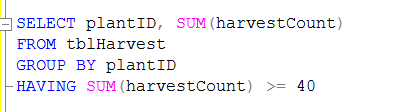 SELECT plantID, SUM(harvestCount)
FROM tblHarvest
GROUP BY plantID
HAVING SUM(harvestCount) >= 40